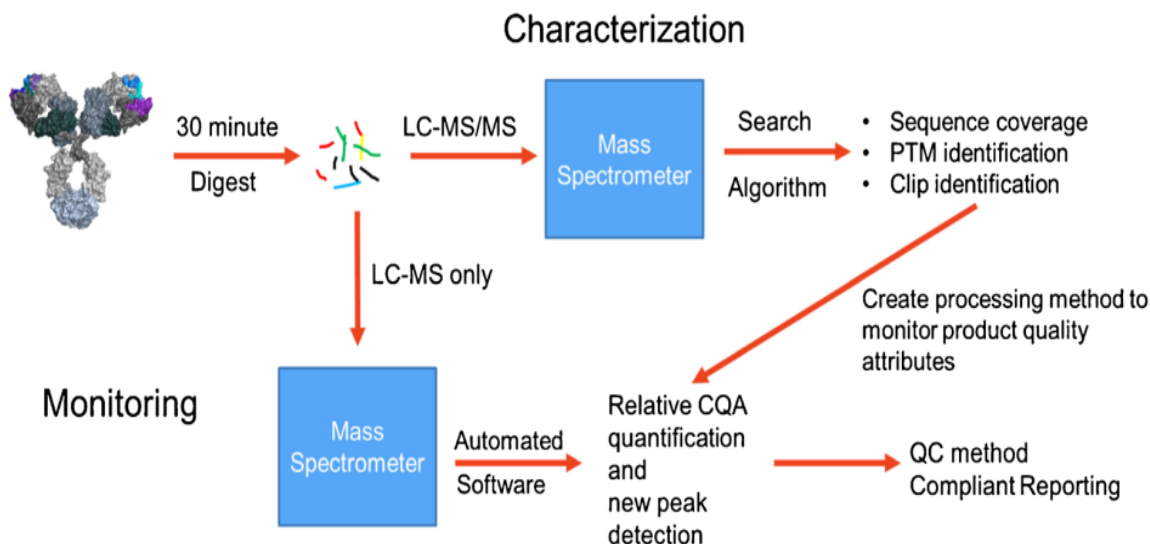 Characterization
30 minute
Digest
LC-MS/MS
Mass
Spectrometer
Search
Algorithm
• Sequence coverage
• PTM identification
• Clip identification
LC-MS only
Create processing method to
monitor product quality
attributes
Monitoring
Mass
Spectrometer
Automated
Software
Relative CQA
quantification
and
new peak
detection
QC method
Compliant Reporting